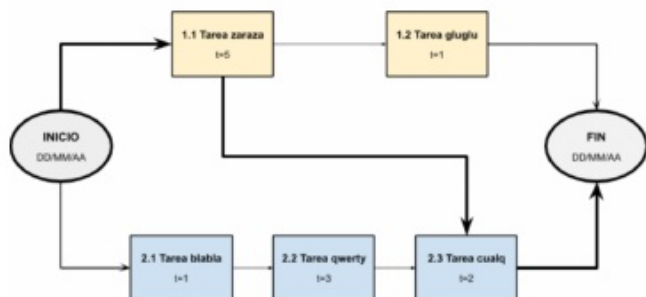 1.1 Tarea zaraza
t=5
1.2 Tarea gluglu
t=1
INICIO
DD/MM/AA
FIN
DD/MM/AA
2.1 Tarea blabla
t=1
2.2 Tarea qwerty
t=3
2.3 Tarea cualq
t=2